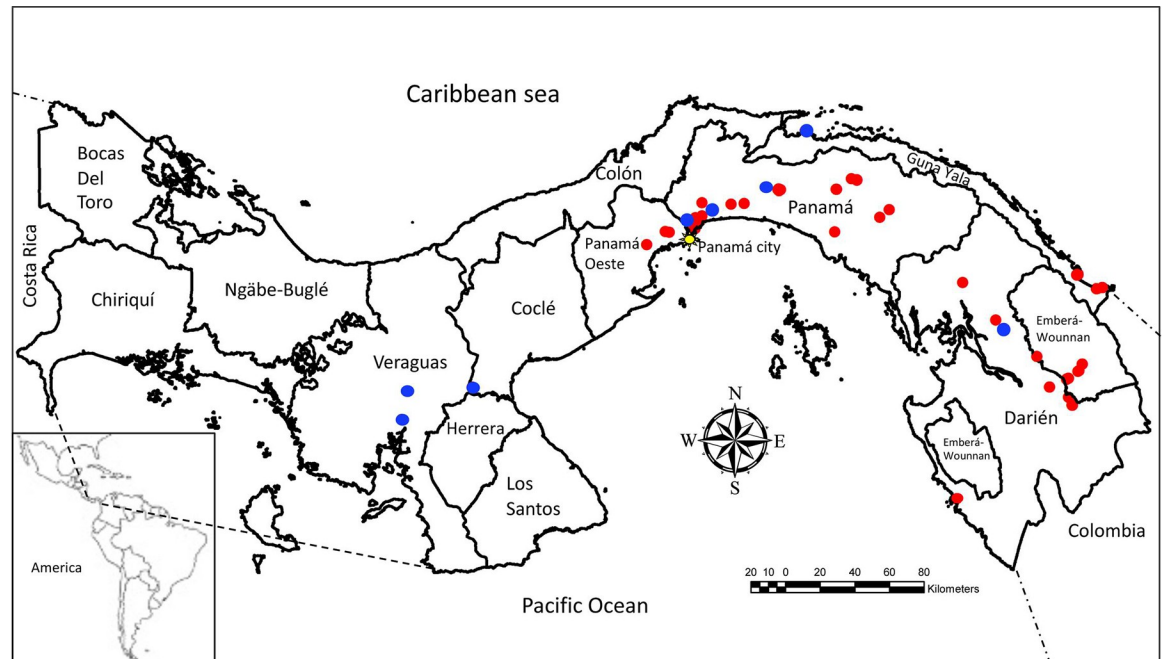 Caribbean sea
Bocas
Del
Toro
Colón
Guna Yala
Panamá
Costa Rica
Panamá
Oeste
Panamá city
Chiriquí
Ngäbe-Buglé
Coclé
Emberá-
Wounnan
Veraguas
N
W
E
S
Herrera
Darién
Emberá-
Wounnan
Los
Santos
Colombia
America
20 10 0 20 40 60 80
Kilometers
Pacific Ocean